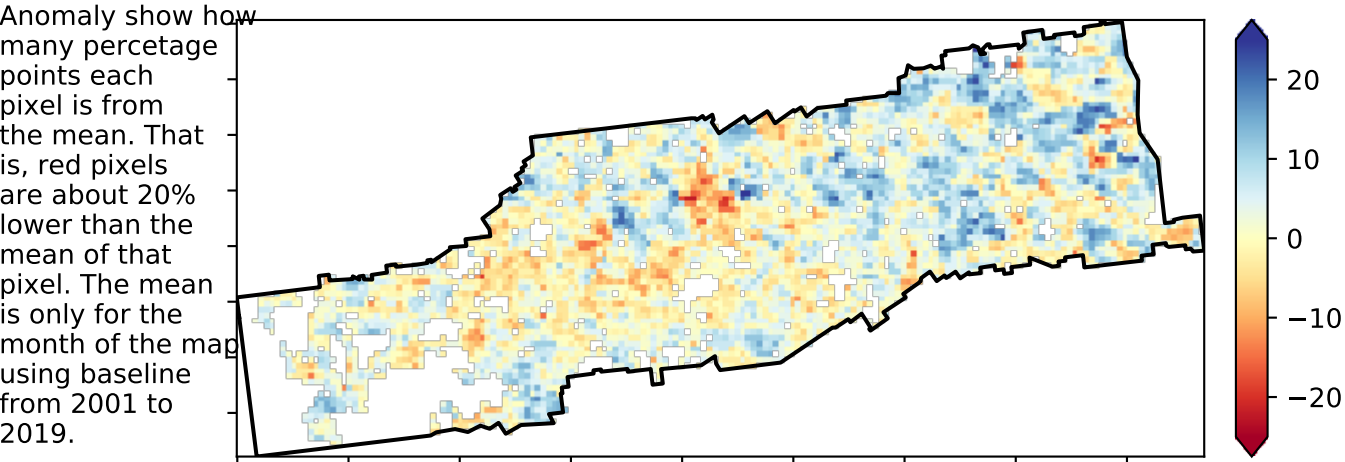 Anomaly show how
many percetage
points each
pixel is from
the mean. That
is, red pixels
are about 20%
lower than the
mean of that
pixel. The mean
is only for the
month of the map
using baseline
from 2001 to
2019.
20
10
0
−10
−20